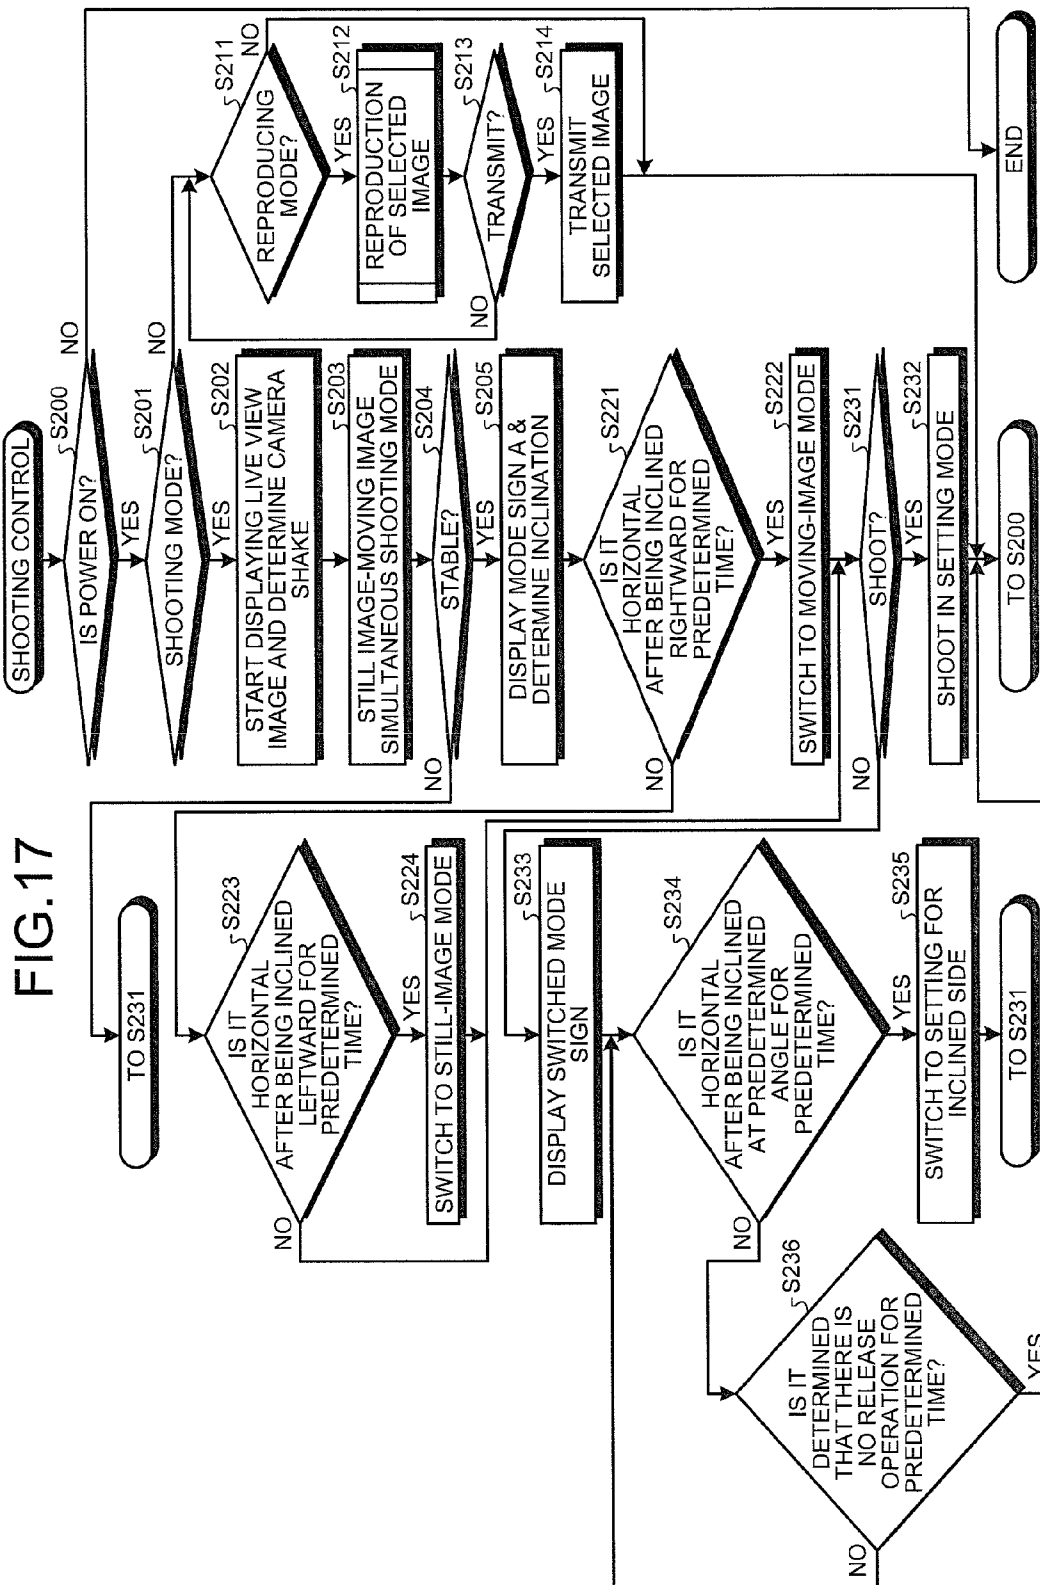 FIG.17
SHOOTING CONTROL
S200
IS POWER ON?
NO
YES
S201
SHOOTING MODE?
NO
YES
S202
START DISPLAYING LIVE VIEW
IMAGE AND DETERMINE CAMERA
SHAKE
S203
STILL IMAGE-MOVING IMAGE
SIMULTANEOUS SHOOTING MODE
S204
STABLE?
NO
YES
S205
DISPLAY MODE SIGN A &
DETERMINE INCLINATION
S221
IS IT
HORIZONTAL
AFTER BEING INCLINED
RIGHTWARD FOR
PREDETERMINED
TIME?
NO
YES
S222
SWITCH TO MOVING-IMAGE MODE
S231
SHOOT?
NO
YES
S232
SHOOT IN SETTING MODE
TO S200
S211
REPRODUCING
MODE?
NO
YES
S212
REPRODUCTION
OF SELECTED
IMAGE
S213
TRANSMIT?
NO
YES
S214
TRANSMIT
SELECTED IMAGE
END
TO S231
S223
IS IT
HORIZONTAL
AFTER BEING INCLINED
LEFTWARD FOR
PREDETERMINED
TIME?
NO
YES
S224
SWITCH TO STILL-IMAGE MODE
S233
DISPLAY SWITCHED MODE
SIGN
S234
IS IT
HORIZONTAL
AFTER BEING INCLINED
AT PREDETERMINED
ANGLE FOR
PREDETERMINED
TIME?
NO
YES
S235
SWITCH TO SETTING FOR
INCLINED SIDE
TO S231
S236
IS IT
DETERMINED
THAT THERE IS
NO RELEASE
OPERATION FOR
PREDETERMINED
TIME?
NO
YES